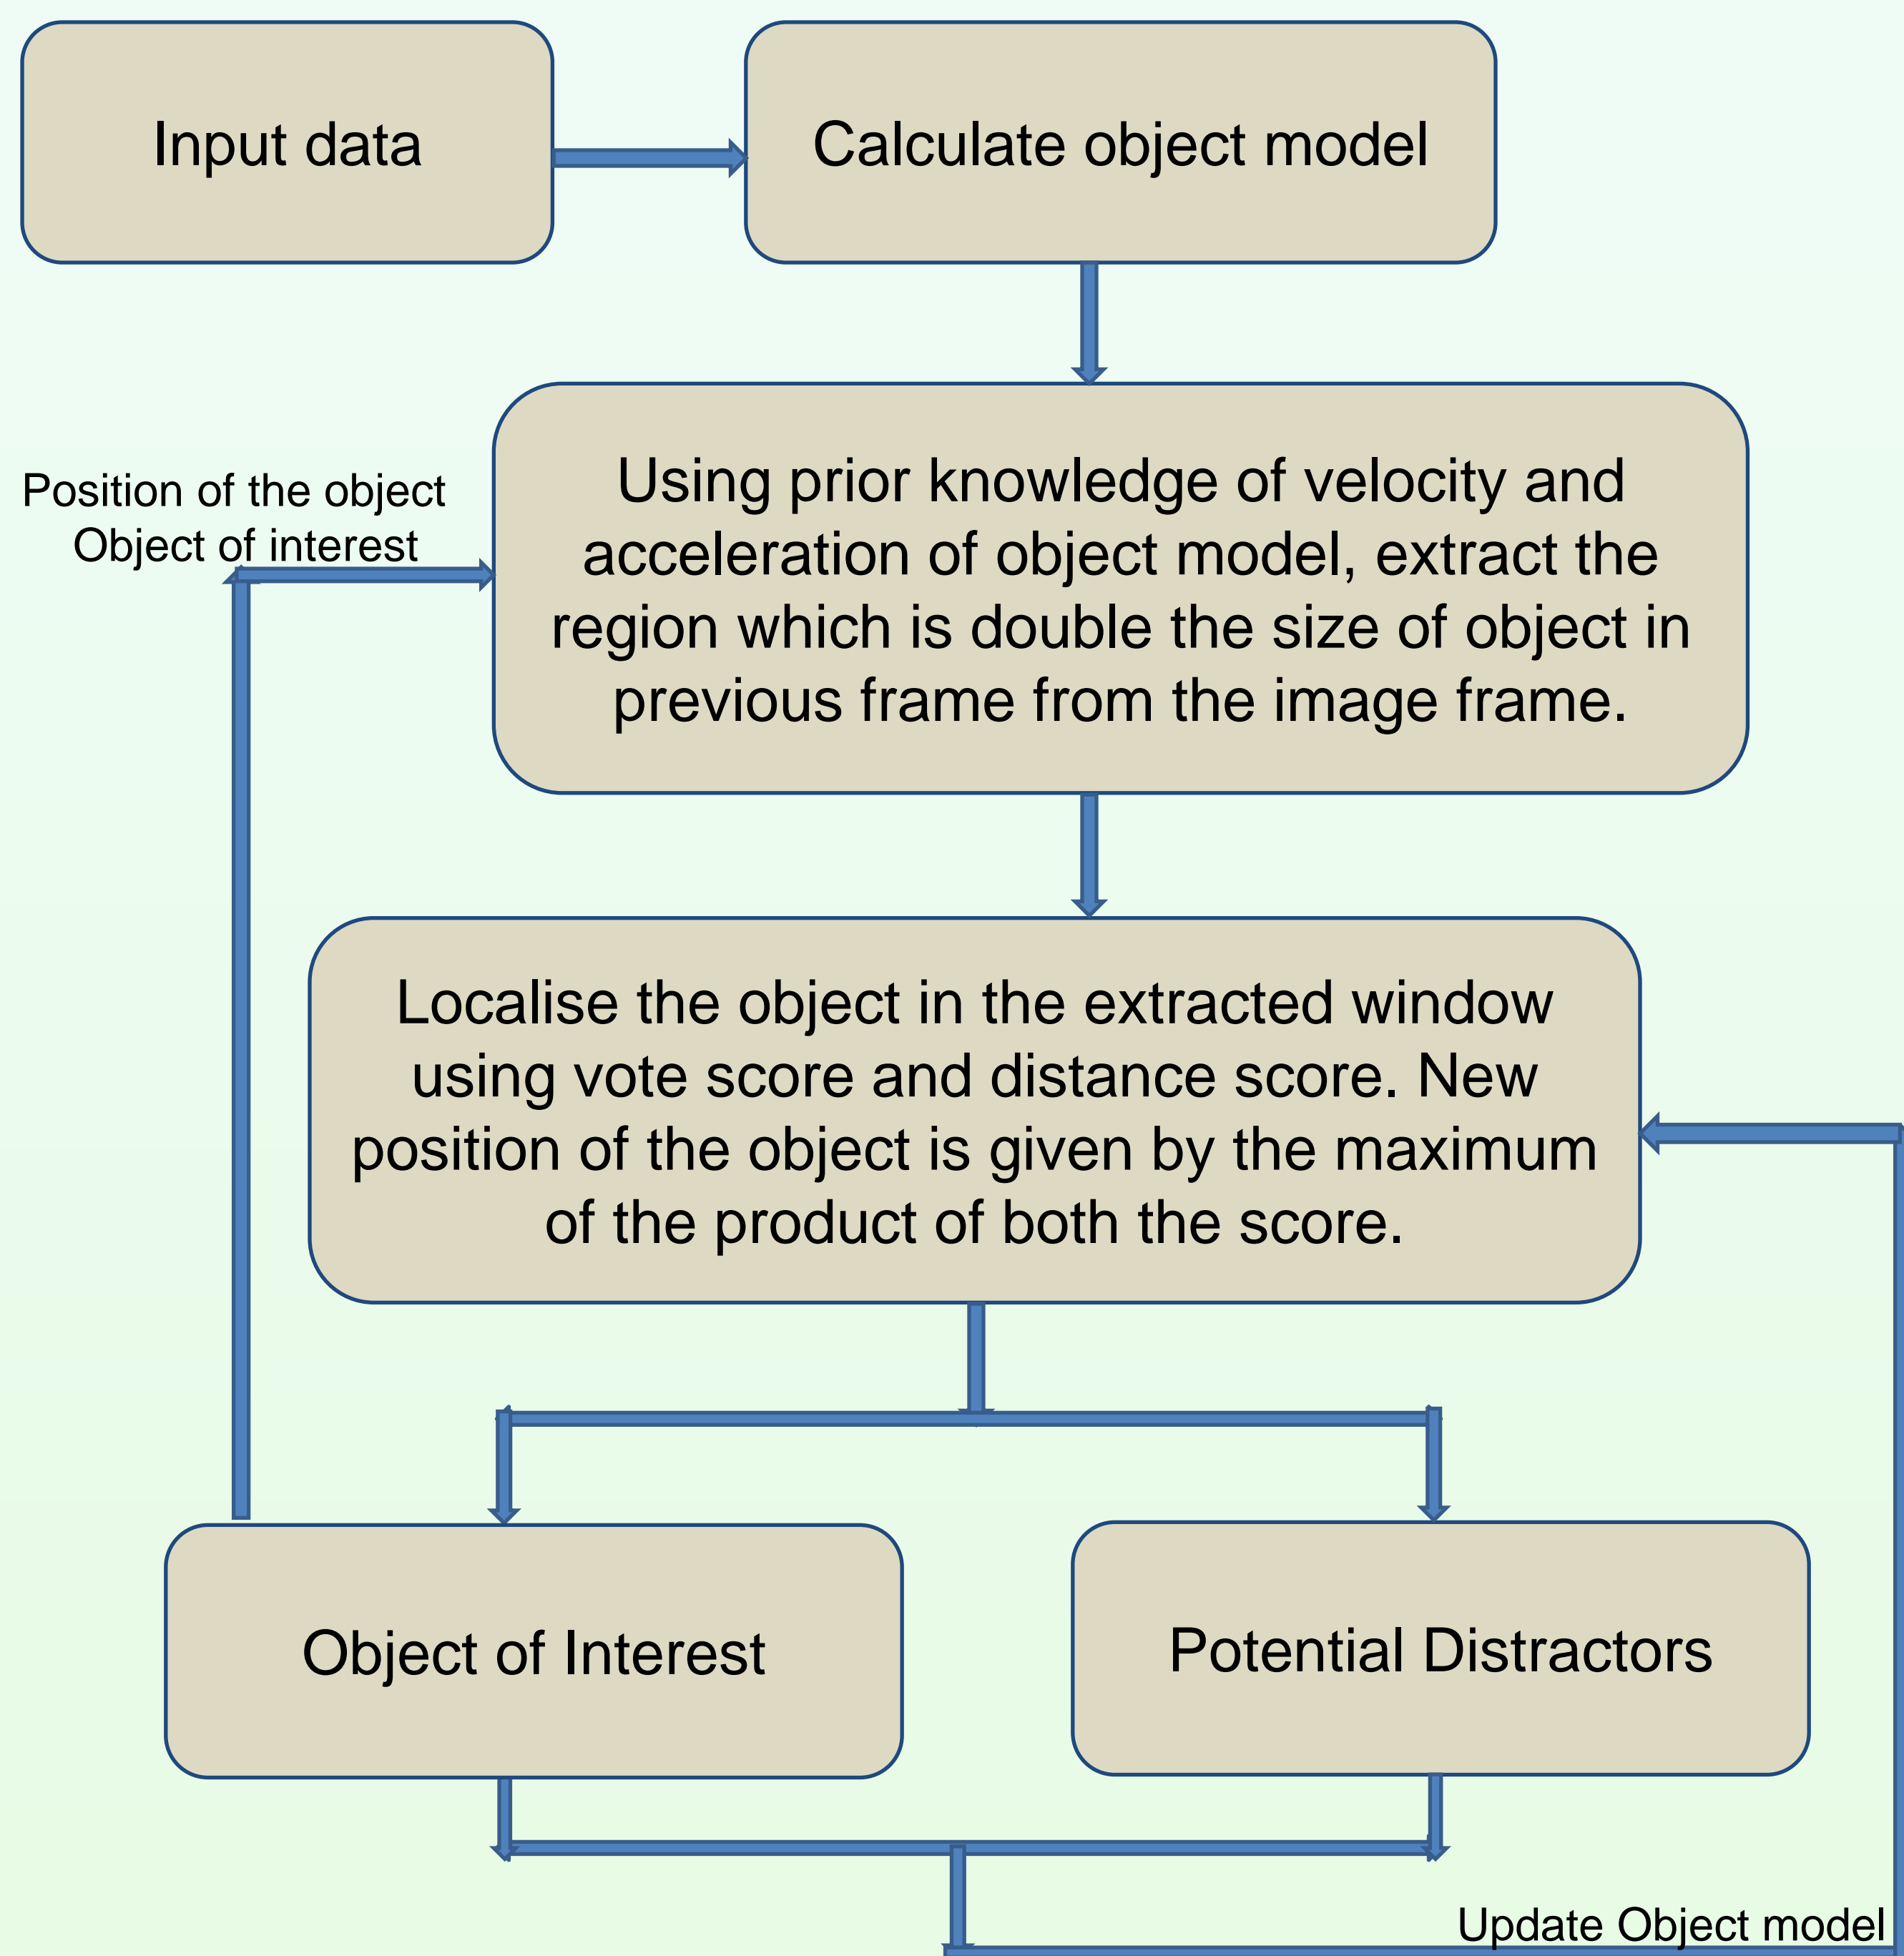 Input data
Calculate object model
Position of the object
Object of interest
Using prior knowledge of velocity and
acceleration of object model, extract the
region which is double the size of object in
previous frame from the image frame.
Localise the object in the extracted window
using vote score and distance score. New
position of the object is given by the maximum
of the product of both the score.
Object of Interest
Potential Distractors
Update Object model